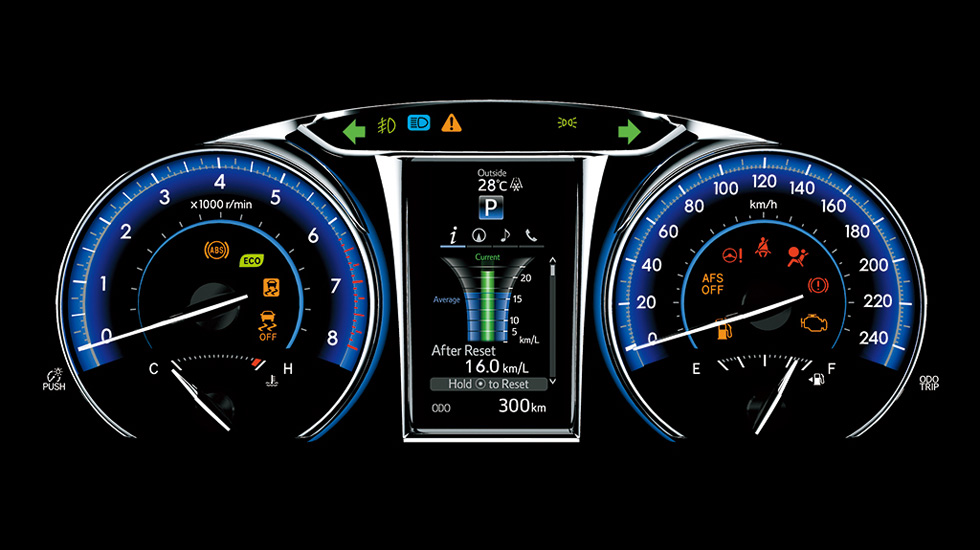 Outside
28°C
P
4
3
5
x1000 r/min
2
6
ABS
ECO
1
7
OFF
0
8
C
H
PUSH
i
Current
20
Average
15
10
5
km/L
After Reset
16.0 km/L
Hold to Reset
ODO 300 km
120
100
140
km/h
80
160
60
180
!
40
AFS
OFF
200
20
220
0
240
E
F
ODO
TRIP